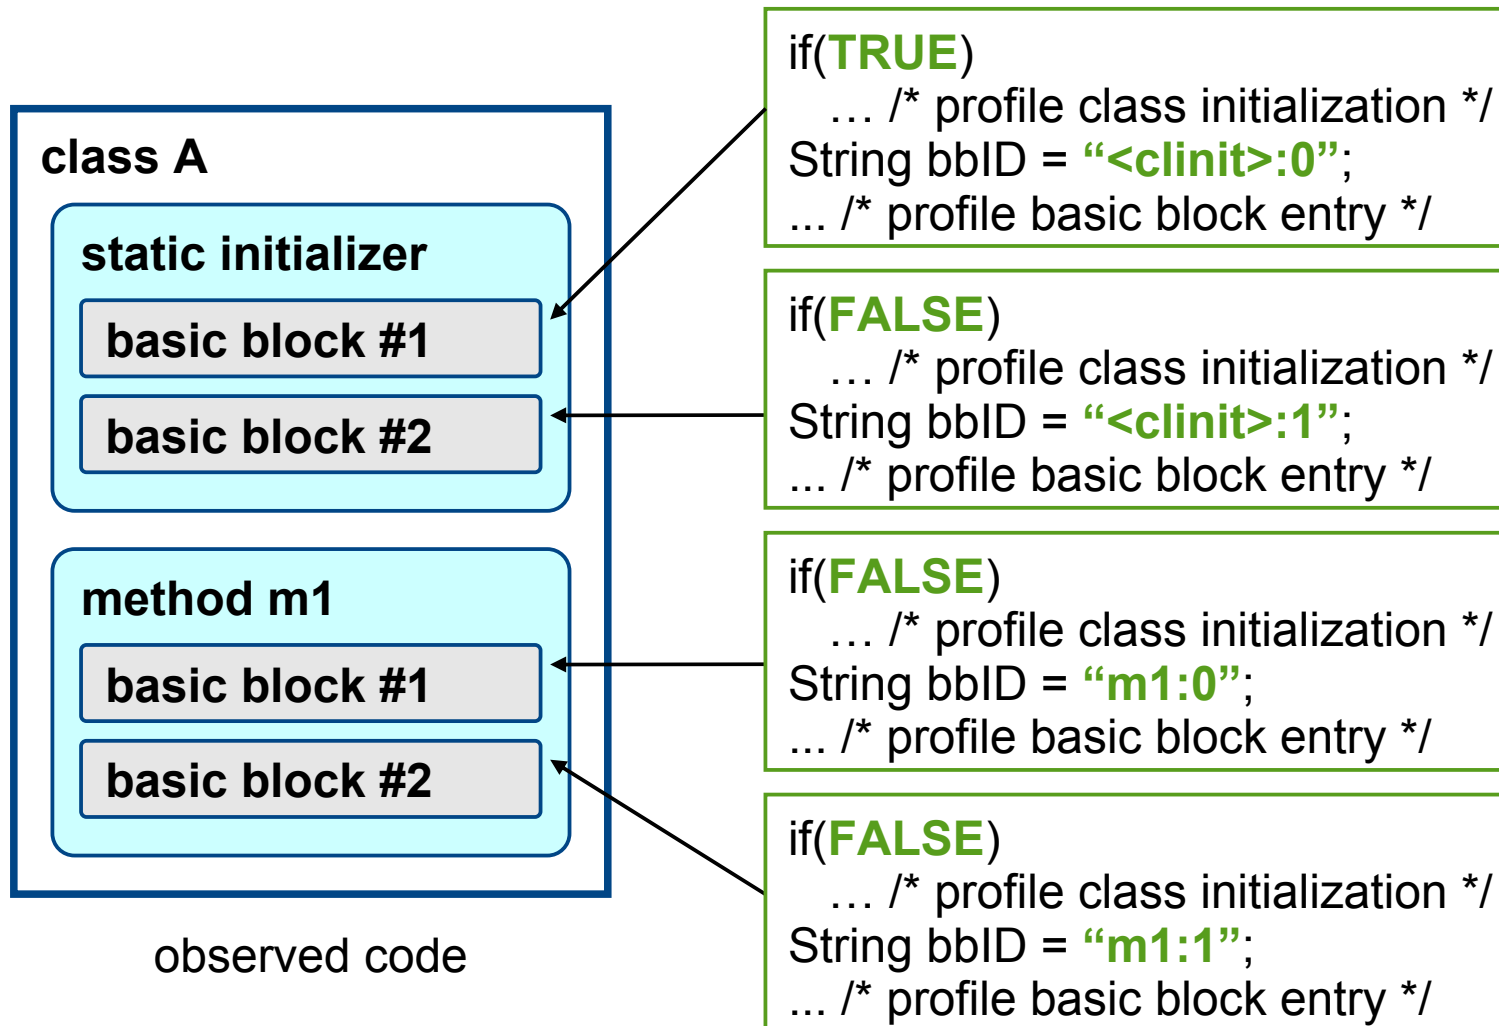 class A
static initializer
basic block #1
basic block #2
method m1
basic block #1
basic block #2
observed code
if(TRUE)
… /* profile class initialization */
String bbID = “<clinit>:0”;
... /* profile basic block entry */
if(FALSE)
… /* profile class initialization */
String bbID = “<clinit>:1”;
... /* profile basic block entry */
if(FALSE)
… /* profile class initialization */
String bbID = “m1:0”;
... /* profile basic block entry */
if(FALSE)
… /* profile class initialization */
String bbID = “m1:1”;
... /* profile basic block entry */